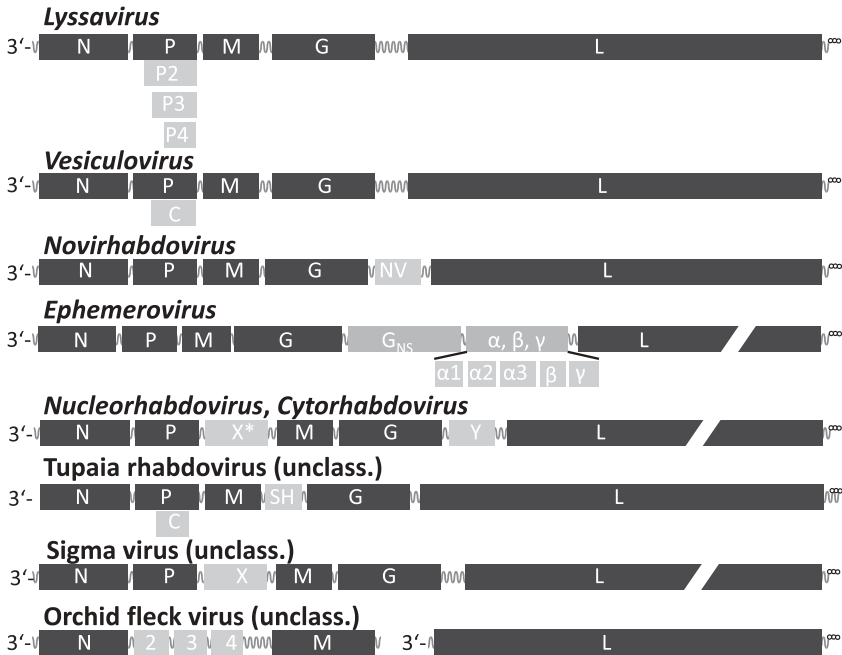 Lyssavirus
3‘- N P M G L
P2
P3
P4
Vesiculovirus
3‘- N P M G L
C
Novirhabdovirus
3‘- N P M G NV L
Ephemerovirus
3‘- N P M G GNS α, β, γ L
α1 α2 α3 β γ
Nucleorhabdovirus, Cytorhabdovirus
3‘- N P X* M G Y L
Tupaia rhabdovirus (unclass.)
3‘- N P M SH G L
C
Sigma virus (unclass.)
3‘- N P X M G L
Orchid fleck virus (unclass.)
3‘- N 2 3 4 M 3‘- L